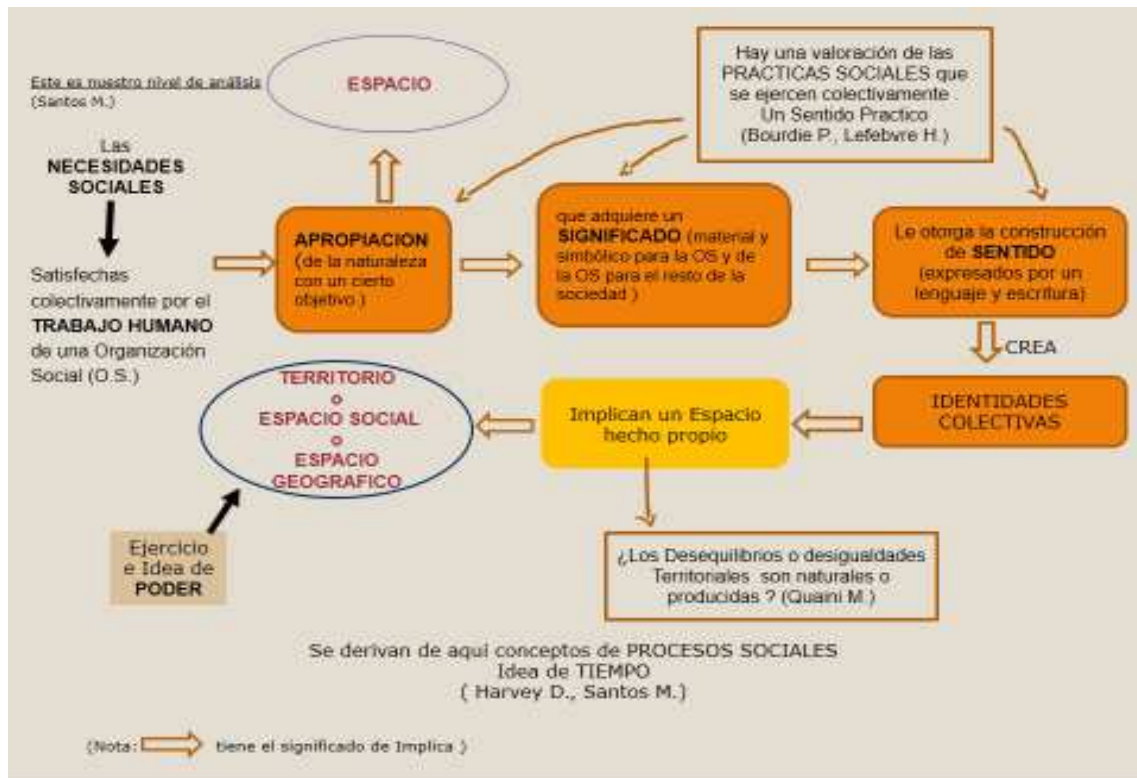 Este es nuestro nivel de análisis
(Santos M.)
ESPACIO
Hay una valoración de las
PRACTICAS SOCIALES que
se ejercen colectivamente .
Un Sentido Practico
(Bourdie P., Lefebvre H.)
Las
NECESIDADES
SOCIALES
Satisfechas
colectivamente por el
TRABAJO HUMANO
de una Organización
Social (O.S.)
APROPIACION
(de la naturaleza
con un cierto
objetivo )
que adquiere un
SIGNIFICADO (material y
simbólico para la OS y de
la OS para el resto de la
sociedad )
Le otorga la construcción
de SENTIDO
(expresados por un
lenguaje y escritura)
CREA
IDENTIDADES
COLECTIVAS
Implican un Espacio
hecho propio
TERRITORIO
o
ESPACIO SOCIAL
o
ESPACIO
GEOGRAFICO
Ejercicio
e Idea de
PODER
¿Los Desequilibrios o desigualdades
Territoriales son naturales o
producidas ? (Quaini M.)
Se derivan de aquí conceptos de PROCESOS SOCIALES
Idea de TIEMPO
( Harvey D., Santos M.)
(Nota: tiene el significado de Implica )